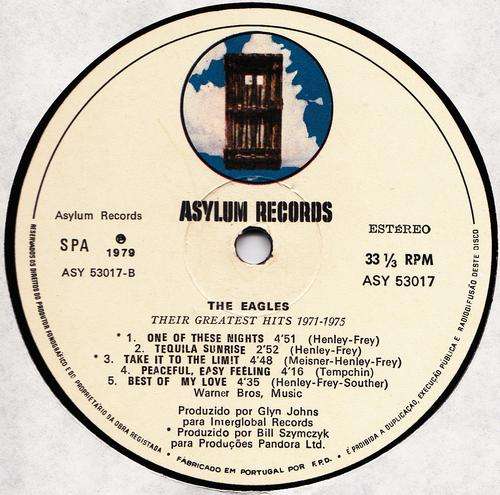 ASYLUM RECORDS
Asylum Records
SPA ℗ 1979
ASY 53017-B
ESTÉREO
33 1/3 RPM
ASY 53017
THE EAGLES
THEIR GREATEST HITS 1971-1975
* 1. ONE OF THESE NIGHTS 4'51 (Henley-Frey)
2. TEQUILA SUNRISE 2'52 (Henley-Frey)
* 3. TAKE IT TO THE LIMIT 4'48 (Meisner-Henley-Frey)
4. PEACEFUL, EASY FEELING 4'16 (Tempchin)
5. BEST OF MY LOVE 4'35 (Henley-Frey-Souther)
Warner Bros, Music
Produzido por Glyn Johns
para Interglobal Records
* Produzido por Bill Szymczyk
para Produções Pandora Ltd.
RESERVADOS OS DIREITOS DO PRODUTOR FONOGRÁFICO E DO PROPRIETÁRIO DA OBRA REGISTADA • FABRICADO EM PORTUGAL POR F.P.D. • É PROIBIDA A DUPLICAÇÃO, EXECUÇÃO PÚBLICA E RADIODIFUSÃO DESTE DISCO